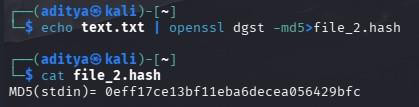 ┌──(aditya㉿kali)-[~]
└─$ echo text.txt | openssl dgst -md5>file_2.hash
┌──(aditya㉿kali)-[~]
└─$ cat file_2.hash
MD5(stdin)= 0eff17ce13bf11eba6decea056429bfc